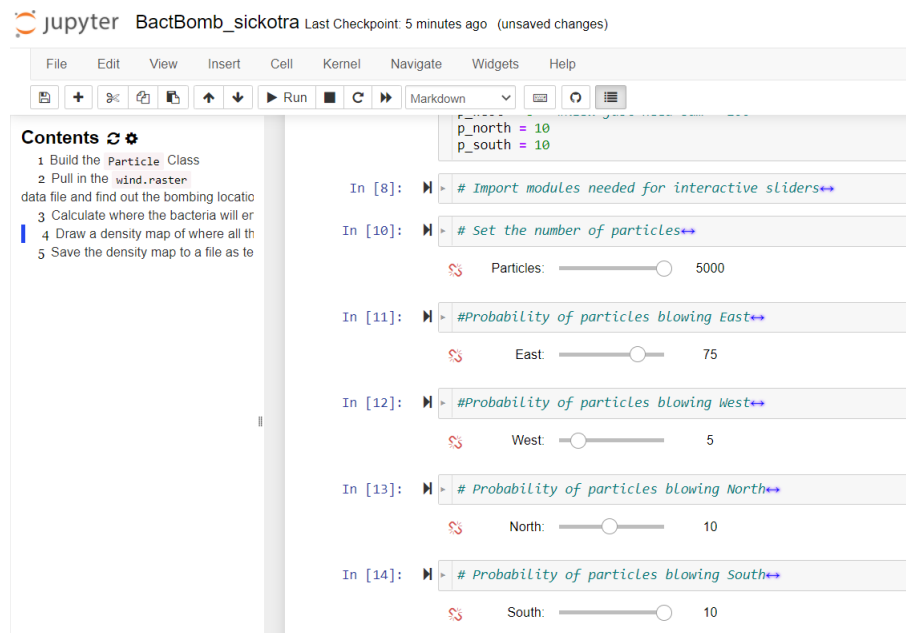 jupyter BactBomb_sickotra Last Checkpoint: 5 minutes ago (unsaved changes)
File Edit View Insert Cell Kernel Navigate Widgets Help
Run Markdown
Contents
1 Build the Particle Class
2 Pull in the wind.raster
data file and find out the bombing locatio
3 Calculate where the bacteria will er
4 Draw a density map of where all th
5 Save the density map to a file as te
p_north = 10
p_south = 10
In [8]: # Import modules needed for interactive sliders
In [10]: # Set the number of particles
Particles: 5000
In [11]: #Probability of particles blowing East
East: 75
In [12]: #Probability of particles blowing West
West: 5
In [13]: # Probability of particles blowing North
North: 10
In [14]: # Probability of particles blowing South
South: 10